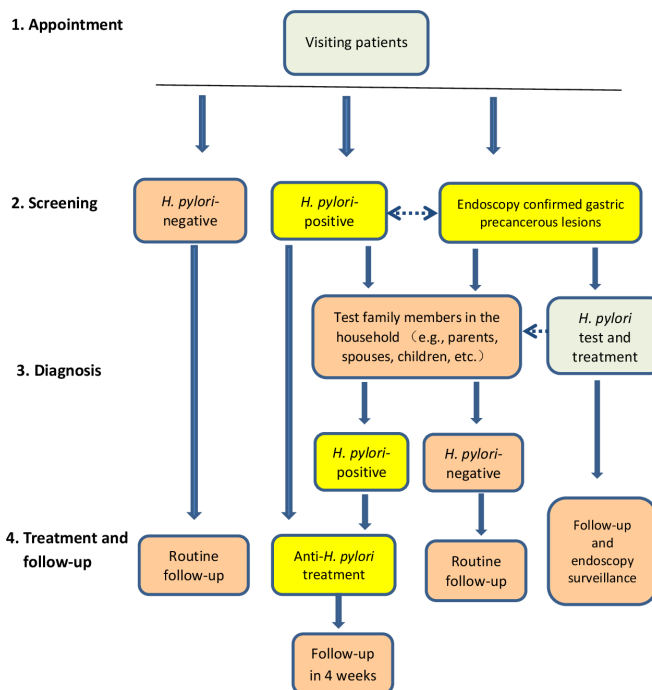 1. Appointment
Visiting patients
2. Screening
H. pylori-
negative
H. pylori-
positive
Endoscopy confirmed gastric
precancerous lesions
3. Diagnosis
Test family members in the
household （e.g., parents,
spouses, children, etc.）
H. pylori
test and
treatment
H. pylori-
positive
H. pylori-
negative
4. Treatment and
follow-up
Routine
follow-up
Anti-H. pylori
treatment
Routine
follow-up
Follow-up
and
endoscopy
surveillance
Follow-up
in 4 weeks